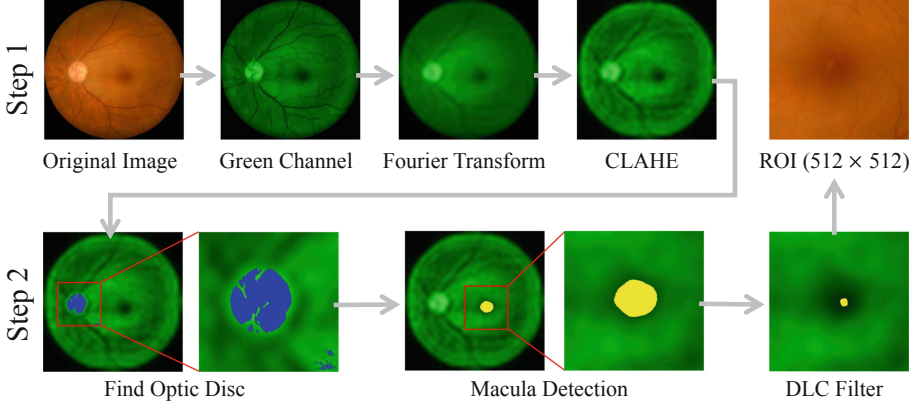 Step 1
Original Image
Green Channel
Fourier Transform
CLAHE
ROI (512 × 512)
Step 2
Find Optic Disc
Macula Detection
DLC Filter